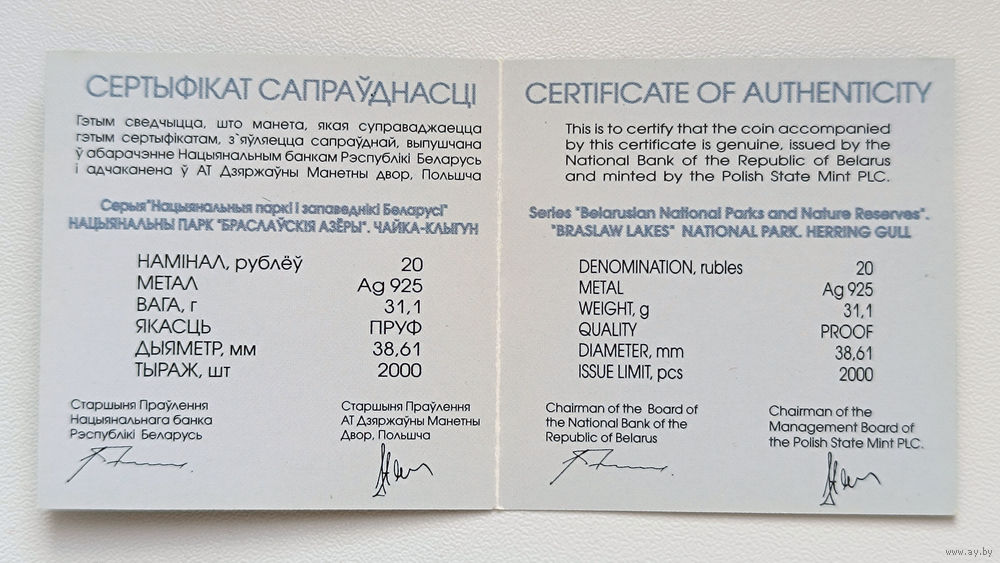 СЕРТЫФІКАТ САПРАЎДНАСЦІ
Гэтым сведчыцца, што манета, якая суправаджаецца
гэтым сертыфікатам, з`яўляецца сапраўднай, выпушчана
ў абарачэнне Нацыянальным банкам Рэспублікі Беларусь
і адчаканена ў АТ Дзяржаўны Манетны двор, Польшча
Серыя"Нацыянальныя паркі і запаведнікі Беларусі"
НАЦЫЯНАЛЬНЫ ПАРК "БРАСЛАЎСКІЯ АЗЁРЫ". ЧАЙКА-КЛЫГУН
НАМІНАЛ, рублёў 20
МЕТАЛ Ag 925
ВАГА, г 31,1
ЯКАСЦЬ ПРУФ
ДЫЯМЕТР, мм 38,61
ТЫРАЖ, шт 2000
Старшыня Праўлення
Нацыянальнага банка
Рэспублікі Беларусь
Старшыня Праўлення
АТ Дзяржаўны Манетны
Двор, Польшча
CERTIFICATE OF AUTHENTICITY
This is to certify that the coin accompanied
by this certificate is genuine, issued by the
National Bank of the Republic of Belarus
and minted by the Polish State Mint PLC.
Series "Belarusian National Parks and Nature Reserves".
"BRASLAW LAKES" NATIONAL PARK. HERRING GULL
DENOMINATION, rubles 20
METAL Ag 925
WEIGHT, g 31,1
QUALITY PROOF
DIAMETER, mm 38,61
ISSUE LIMIT, pcs 2000
Chairman of the Board of
the National Bank of the
Republic of Belarus
Chairman of the
Management Board of
the Polish State Mint PLC.
www.ay.by